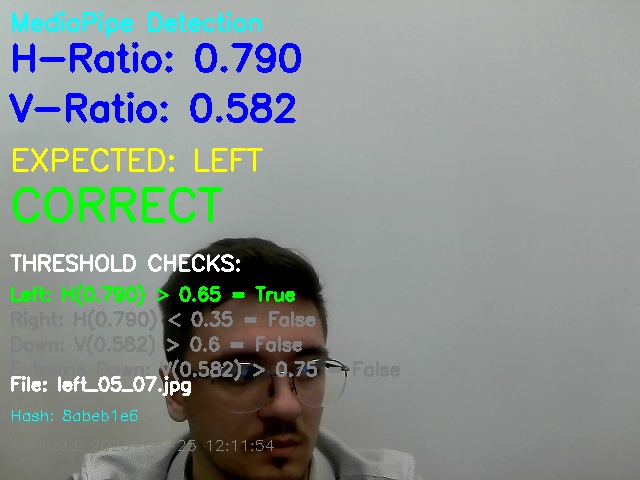 MediaPipe Detection
H-Ratio: 0.790
V-Ratio: 0.582
EXPECTED: LEFT
CORRECT
THRESHOLD CHECKS:
Left: H(0.790) > 0.65 = True
Right: H(0.790) < 0.35 = False
Down: V(0.582) > 0.6 = False
Extreme Down: V(0.582) > 0.75 = False
File: left_05_07.jpg
Hash: 8abeb1e6
12:11:54